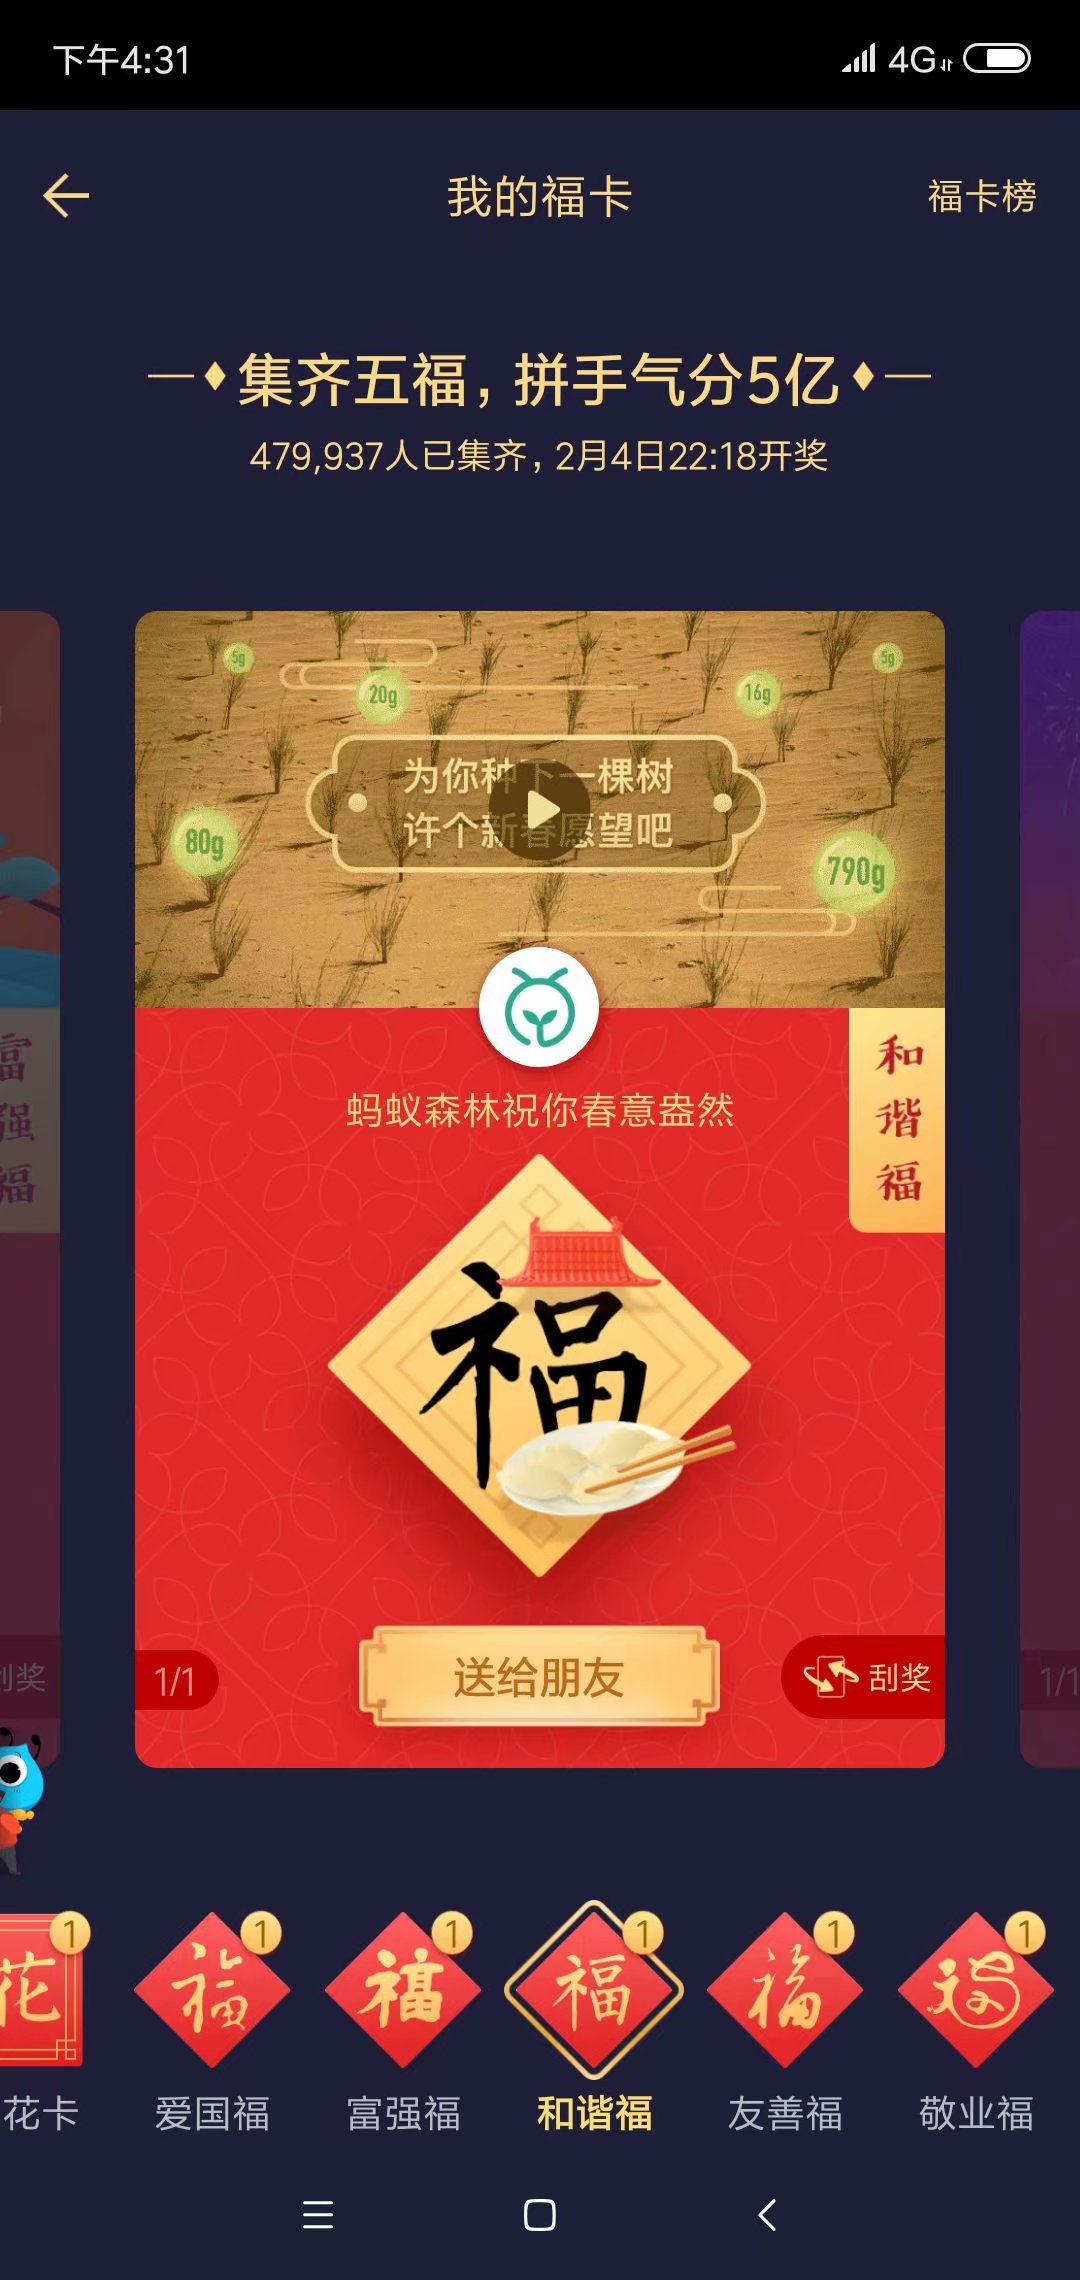 下午4:31
4G
我的福卡
福卡榜
集齐五福，拼手气分5亿
479,937人已集齐，2月4日22:18开奖
5g
20g
16g
5g
为你种下一棵树
许个新春愿望吧
80g
790g
蚂蚁森林祝你春意盎然
和谐福
富强福
福
刮奖
1/1
送给朋友
刮奖
1/1
花
1
福
1
福
1
福
1
福
1
福
1
花卡
爱国福
富强福
和谐福
友善福
敬业福